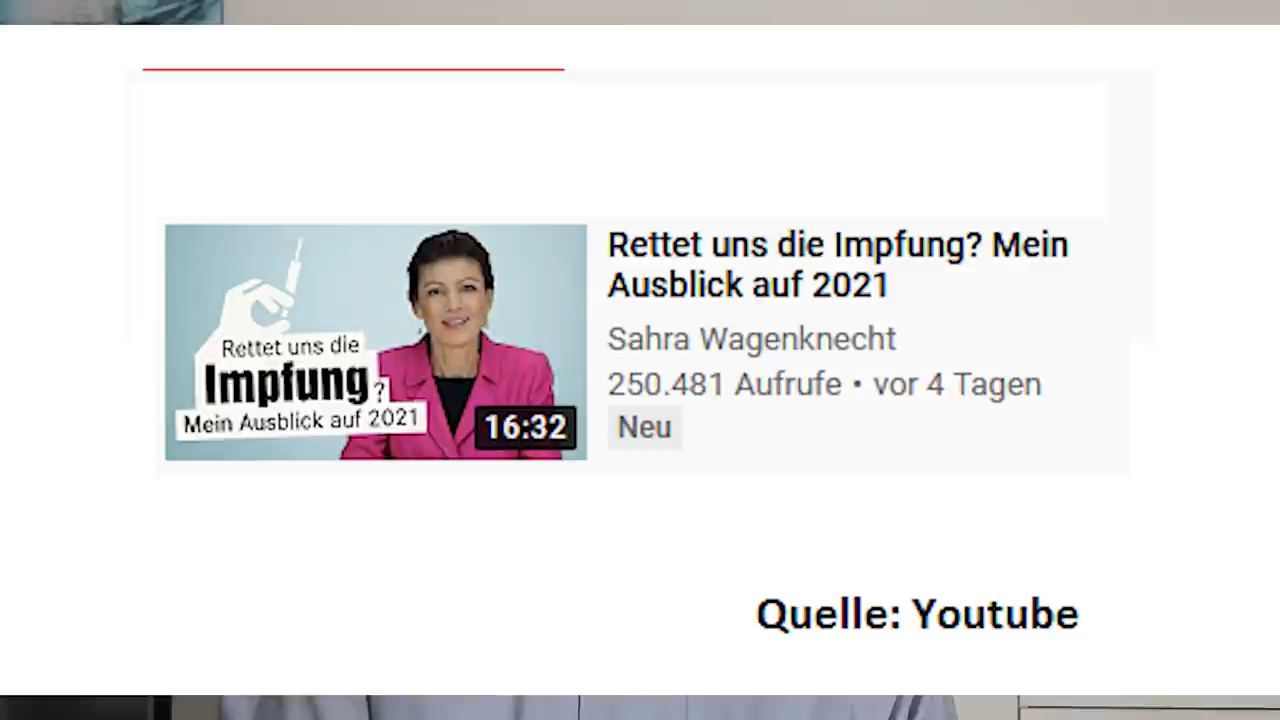 Rettet uns die
Impfung?
Mein Ausblick auf 2021
16:32
Rettet uns die Impfung? Mein
Ausblick auf 2021
Sahra Wagenknecht
250.481 Aufrufe • vor 4 Tagen
Neu
Quelle: Youtube